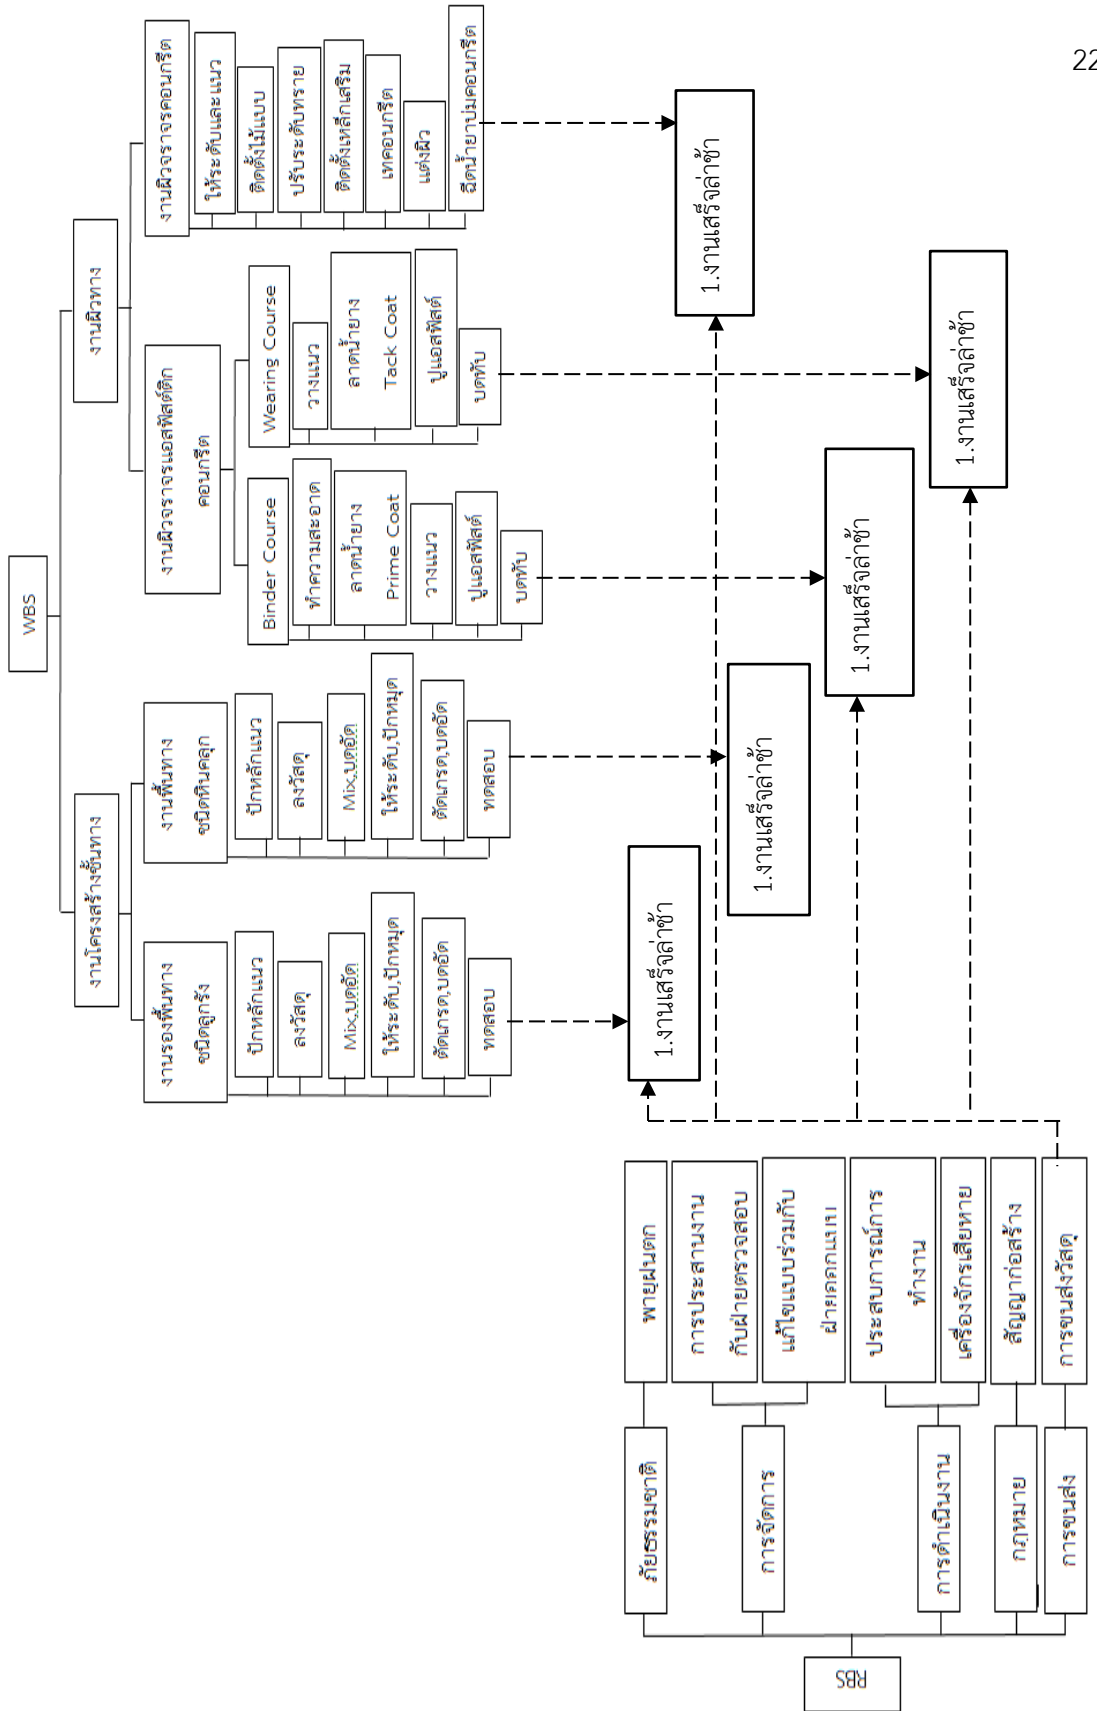 22
WBS
งานโครงสร้างชั้นทาง
งานรองพื้นทาง
ชนิดลูกรัง
ปักหลักแนว
ลงวัสดุ
Mix,บดอัด
ให้ระดับ,ปักหมุด
ตัดเกรด,บดอัด
ทดสอบ
งานพื้นทาง
ชนิดหินคลุก
ปักหลักแนว
ลงวัสดุ
Mix,บดอัด
ให้ระดับ,ปักหมุด
ตัดเกรด,บดอัด
ทดสอบ
งานผิวทาง
งานผิวจราจรแอสฟัสต์ติก
คอนกรีต
Binder Course
ทำความสะอาด
ลาดน้ำยาง
Prime Coat
วางแนว
ปูแอสฟัสต์
บดทับ
Wearing Course
วางแนว
ลาดน้ำยาง
Tack Coat
ปูแอสฟัสต์
บดทับ
งานผิวจราจรคอนกรีต
ให้ระดับและแนว
ติดตั้งไม้แบบ
ปรับระดับทราย
ติดตั้งเหล็กเสริม
เทคอนกรีต
แต่งผิว
ฉีดน้ำยาบ่มคอนกรีต
RBS
ภัยธรรมชาติ
พายุฝนตก
การจัดการ
การประสานงาน
กับฝ่ายตรวจสอบ
แก้ไขแบบร่วมกับ
ฝ่ายออกแบบ
การดำเนินงาน
ประสบการณ์การ
ทำงาน
เครื่องจักรเสียหาย
กฎหมาย
สัญญาก่อสร้าง
การขนส่ง
การขนส่งวัสดุ
1.งานเสร็จล่าช้า
1.งานเสร็จล่าช้า
1.งานเสร็จล่าช้า
1.งานเสร็จล่าช้า
1.งานเสร็จล่าช้า